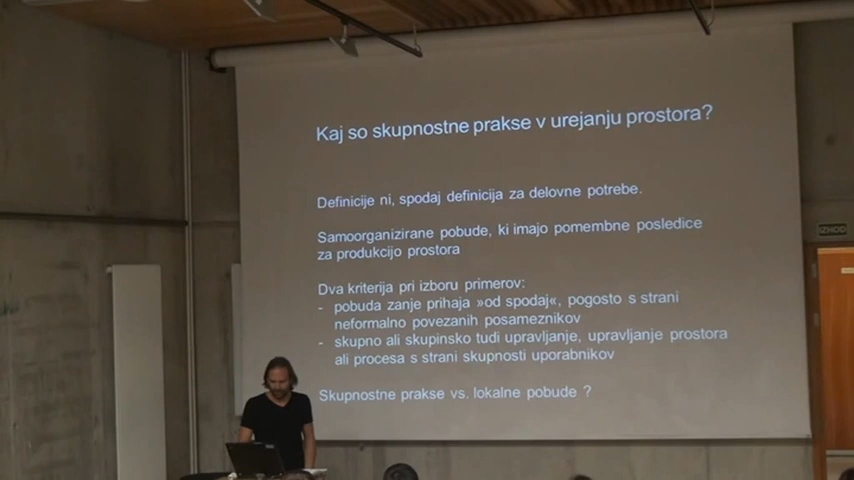 Kaj so skupnostne prakse v urejanju prostora?
Definicije ni, spodaj definicija za delovne potrebe.
Samoorganizirane pobude, ki imajo pomembne posledice
za produkcijo prostora
Dva kriterija pri izboru primerov:
- pobuda zanje prihaja »od spodaj«, pogosto s strani
neformalno povezanih posameznikov
- skupno ali skupinsko tudi upravljanje, upravljanje prostora
ali procesa s strani skupnosti uporabnikov
Skupnostne prakse vs. lokalne pobude ?
IZHOD